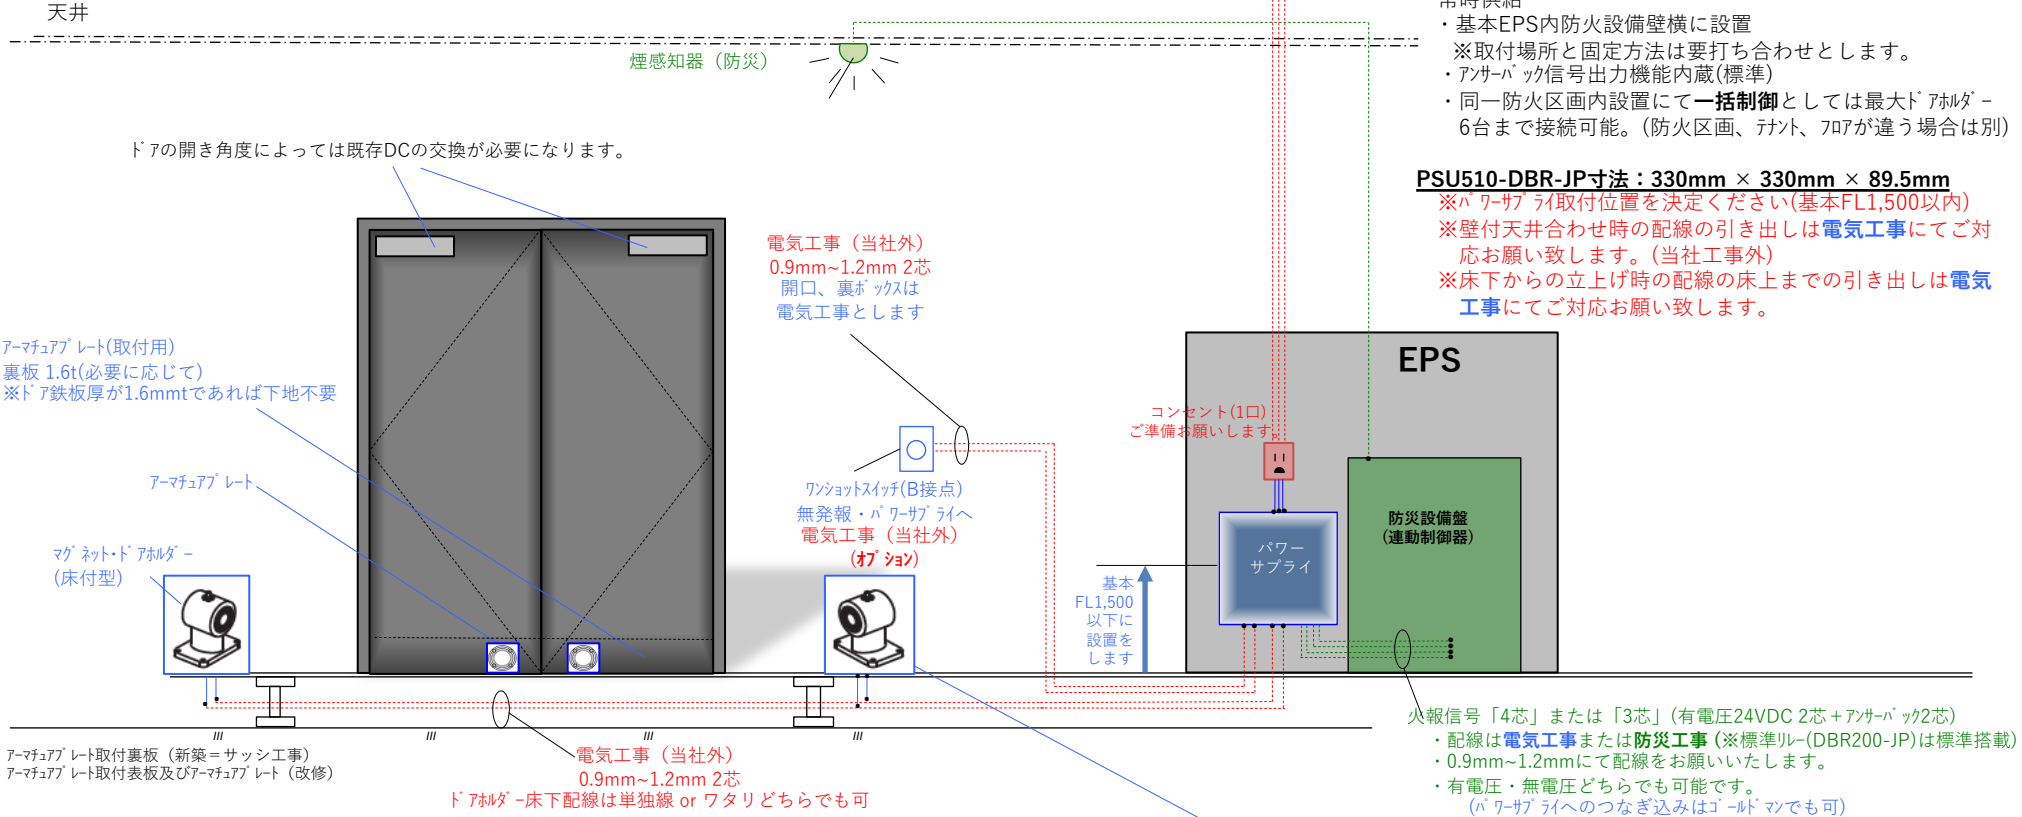 天井
常時供給
・基本EPS内防火設備壁横に設置
※取付場所と固定方法は要打ち合わせとします。
・ｱﾝｻｰﾊﾞｯｸ信号出力機能内蔵(標準)
・同一防火区画内設置にて一括制御としては最大ﾄﾞｱﾎﾙﾀﾞｰ
6台まで接続可能。(防火区画、ﾃﾅﾝﾄ、ﾌﾛｱが違う場合は別)
煙感知器（防災）
ﾄﾞｱの開き角度によっては既存DCの交換が必要になります。
PSU510-DBR-JP寸法：330mm × 330mm × 89.5mm
※ﾊﾟﾜｰｻﾌﾟﾗｲ取付位置を決定ください(基本FL1,500以内)
※壁付天井合わせ時の配線の引き出しは電気工事にてご対
応お願い致します。(当社工事外)
※床下からの立上げ時の配線の床上までの引き出しは電気
工事にてご対応お願い致します。
電気工事（当社外）
0.9mm~1.2mm 2芯
開口、裏ﾎﾞｯｸｽは
電気工事とします
ｱｰﾏﾁｭｱﾌﾟﾚｰﾄ(取付用)
裏板 1.6t(必要に応じて)
※ﾄﾞｱ鉄板厚が1.6mmtであれば下地不要
ｱｰﾏﾁｭｱﾌﾟﾚｰﾄ
ﾏｸﾞﾈｯﾄ・ﾄﾞｱﾎﾙﾀﾞｰ
(床付型)
ﾜﾝｼｮｯﾄｽｲｯﾁ(B接点)
無発報・ﾊﾟﾜｰｻﾌﾟﾗｲへ
電気工事（当社外）
(ｵﾌﾟｼｮﾝ)
EPS
コンセント(1口)
ご準備お願いします。
パワー
サプライ
防災設備盤
(連動制御器)
基本
FL1,500
以下に
設置を
します
火報信号「4芯」または「3芯」(有電圧24VDC 2芯＋ｱﾝｻｰﾊﾞｯｸ2芯)
・配線は電気工事または防災工事 (※標準ﾘﾚｰ(DBR200-JP)は標準搭載)
・0.9mm~1.2mmにて配線をお願いいたします。
・有電圧・無電圧どちらでも可能です。
(ﾊﾟﾜｰｻﾌﾟﾗｲへのつなぎ込みはｺﾞｰﾙﾄﾞﾏﾝでも可)
ｱｰﾏﾁｭｱﾌﾟﾚｰﾄ取付裏板（新築＝サッシ工事）
ｱｰﾏﾁｭｱﾌﾟﾚｰﾄ取付表板及びｱｰﾏﾁｭｱﾌﾟﾚｰﾄ（改修）
電気工事（当社外）
0.9mm~1.2mm 2芯
ﾄﾞｱﾎﾙﾀﾞｰ床下配線は単独線 or ワタリどちらでも可